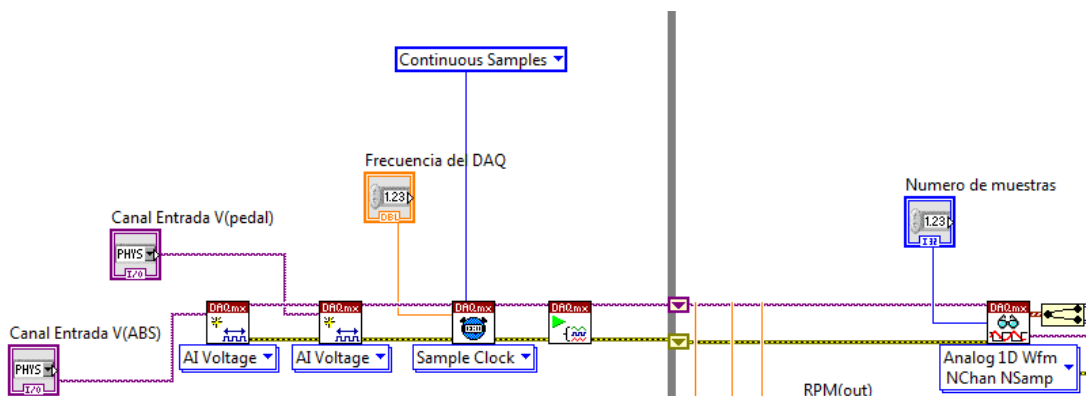 Continuous Samples
Frecuencia del DAQ
1.23
DBL
Numero de muestras
1.23
I32
Canal Entrada V(pedal)
PHYS
I/O
DAQmx
DAQmx
DAQmx
DAQmx
DAQmx
Canal Entrada V(ABS)
PHYS
I/O
AI Voltage
AI Voltage
Sample Clock
Analog 1D Wfm
NChan NSamp
RPM(out)